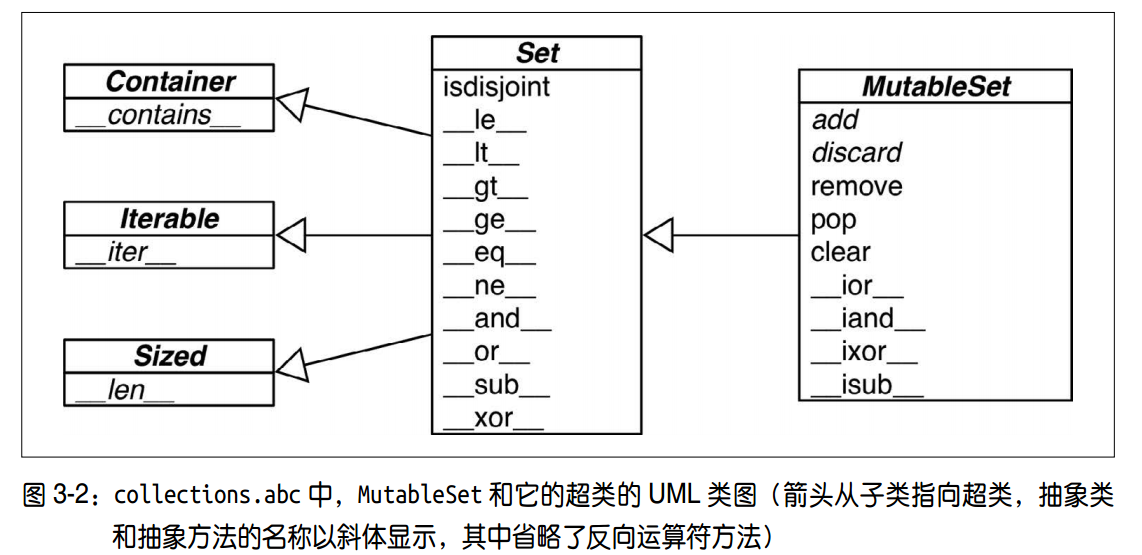 Container
__contains__
Iterable
__iter__
Sized
__len__
Set
isdisjoint
__le__
__lt__
__gt__
__ge__
__eq__
__ne__
__and__
__or__
__sub__
__xor__
MutableSet
add
discard
remove
pop
clear
__ior__
__iand__
__ixor__
__isub__
图 3-2：collections.abc 中，MutableSet 和它的超类的 UML 类图（箭头从子类指向超类，抽象类
和抽象方法的名称以斜体显示，其中省略了反向运算符方法）